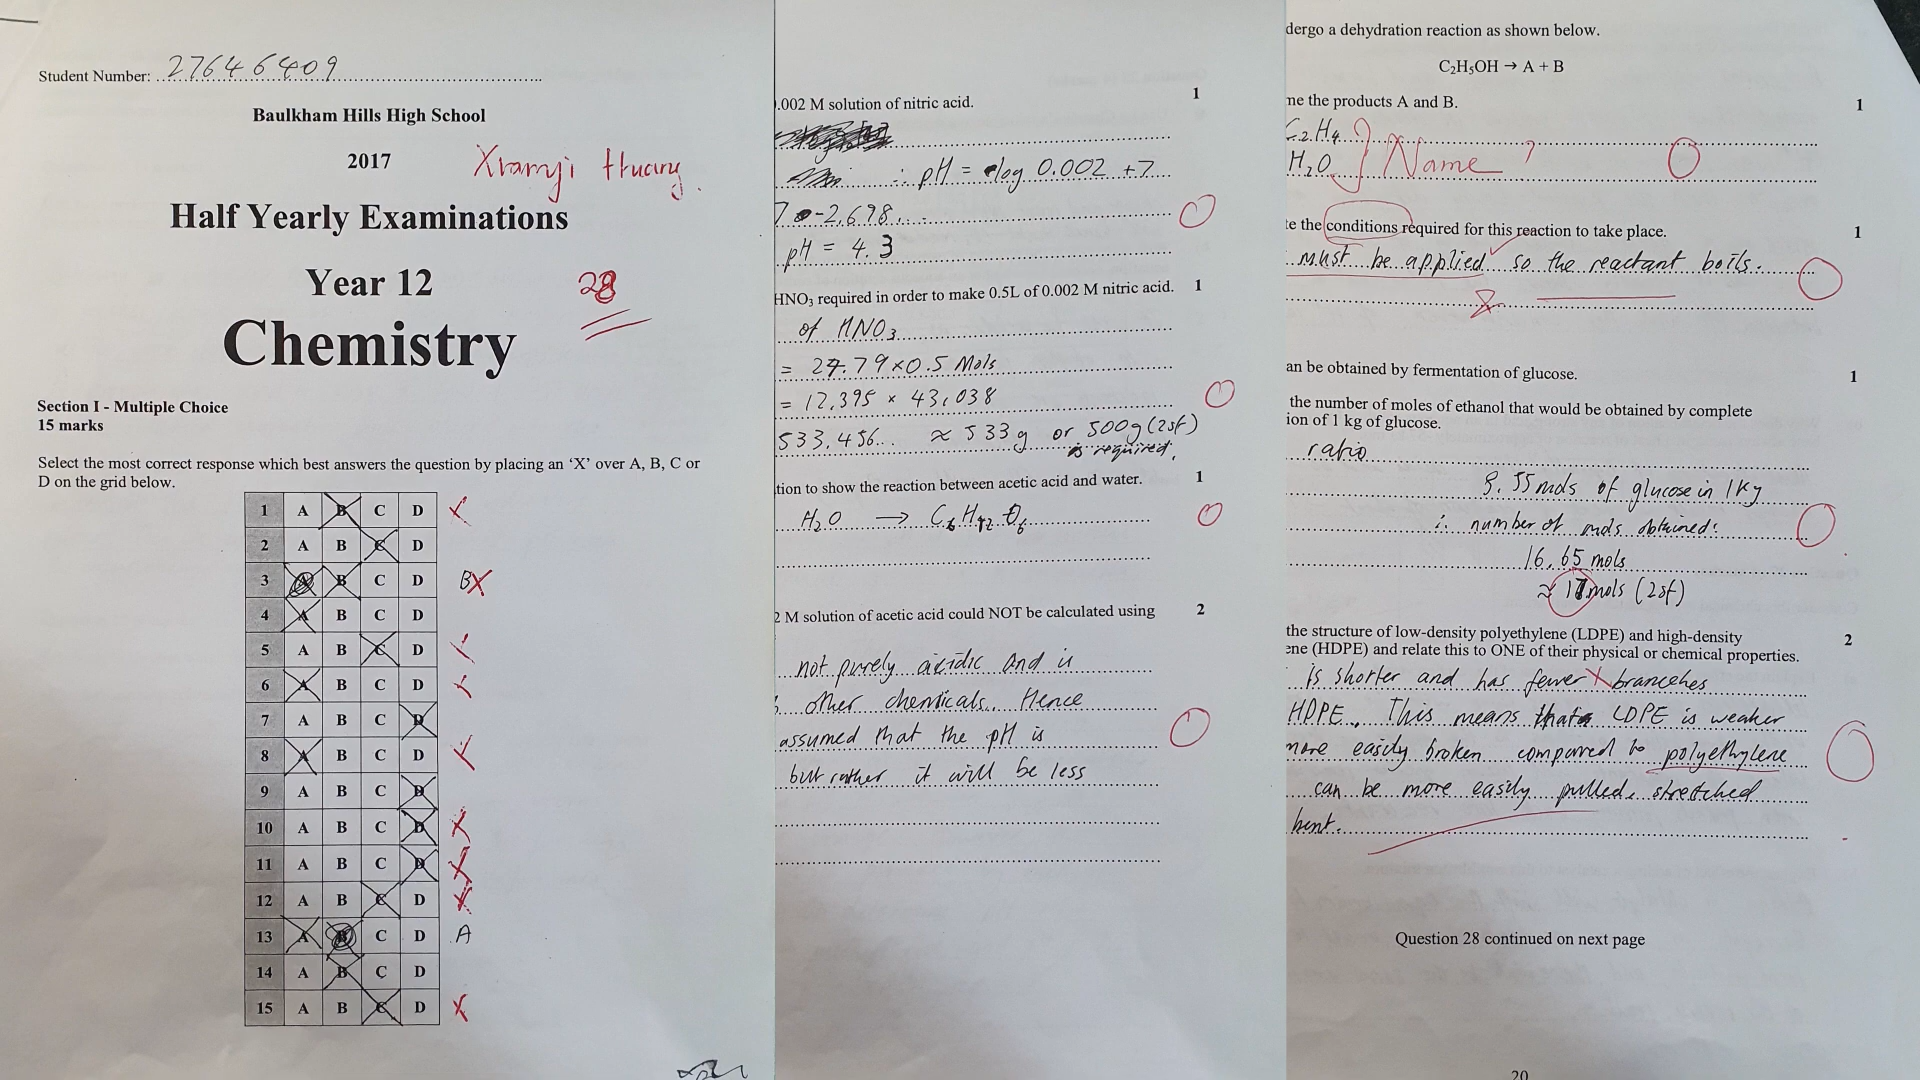 Student Number: 27646409
Baulkham Hills High School
2017
Huang
Half Yearly Examinations
Year 12
28
Chemistry
Section I - Multiple Choice
15 marks
Select the most correct response which best answers the question by placing an ‘X’ over A, B, C or
D on the grid below.
1 A B C D
2 A B C D
3 A B C D B
4 A B C D
5 A B C D
6 A B C D
7 A B C D
8 A B C D
9 A B C D
10 A B C D
11 A B C D
12 A B C D
13 A B C D A
14 A B C D
15 A B C D
.002 M solution of nitric acid. 1
∴ pH = log 0.002 + 7
7 -2.698...
pH = 4.3
HNO₃ required in order to make 0.5L of 0.002 M nitric acid. 1
of HNO₃
= 24.79 × 0.5 Mols
= 12.395 × 43.038
533.456... ≈ 533g or 500g (2sf)
is required.
tion to show the reaction between acetic acid and water. 1
H₂O → C₆H₁₂O₆
2 M solution of acetic acid could NOT be calculated using 2
not purely acidic and is
other chemicals. Hence
assumed that the pH is
but rather it will be less
dergo a dehydration reaction as shown below.
C₂H₅OH → A + B
ne the products A and B. 1
C₂H₄
H₂O Name ?
te the conditions required for this reaction to take place. 1
must be applied so the reactant boils.
an be obtained by fermentation of glucose. 1
the number of moles of ethanol that would be obtained by complete
ion of 1 kg of glucose.
ratio
8.55 mols of glucose in 1kg
∴ number of mols obtained:
16.65 mols
≈ 17 mols (2sf)
the structure of low-density polyethylene (LDPE) and high-density 2
ene (HDPE) and relate this to ONE of their physical or chemical properties.
is shorter and has fewer brancehes
HDPE. This means that LDPE is weaker
more easily broken compared to polyethylene
can be more easily pulled, stretched
bent.
Question 28 continued on next page
20